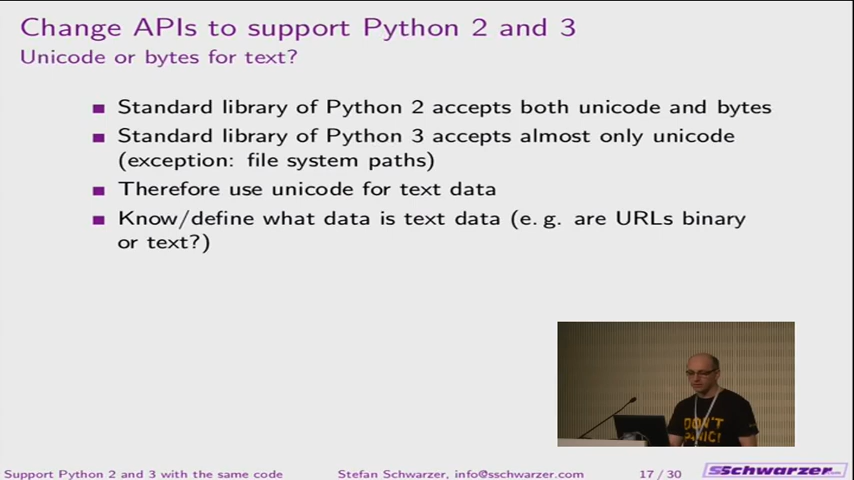 Change APIs to support Python 2 and 3
Unicode or bytes for text?
Standard library of Python 2 accepts both unicode and bytes
Standard library of Python 3 accepts almost only unicode
(exception: file system paths)
Therefore use unicode for text data
Know/define what data is text data (e. g. are URLs binary
or text?)
DON'T
PANIC!
Support Python 2 and 3 with the same code
Stefan Schwarzer, info@sschwarzer.com
17 / 30
SSchwarzer.com